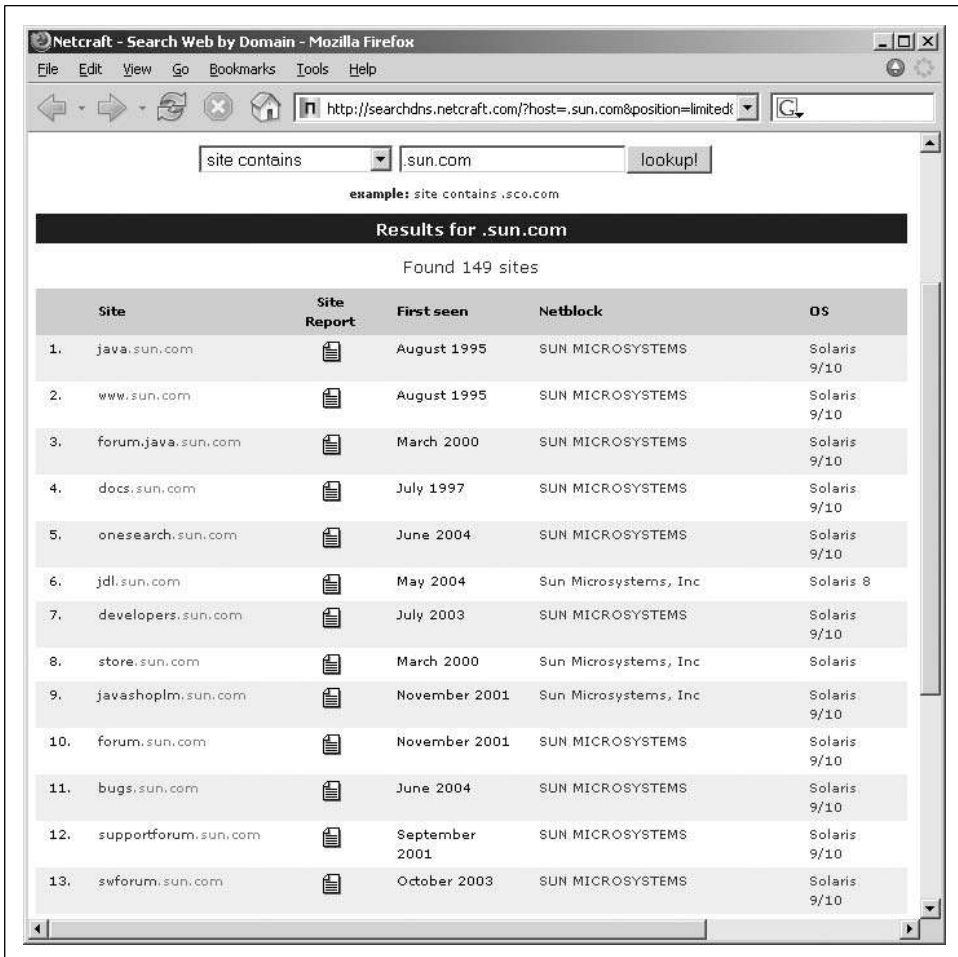 Netcraft - Search Web by Domain - Mozilla Firefox
File Edit View Go Bookmarks Tools Help
http://searchdns.netcraft.com/?host=.sun.com&position=limited&
G
site contains .sun.com lookup!
example: site contains .sco.com
Results for .sun.com
Found 149 sites
Site Site Report First seen Netblock OS
1. java.sun.com August 1995 SUN MICROSYSTEMS Solaris 9/10
2. www.sun.com August 1995 SUN MICROSYSTEMS Solaris 9/10
3. forum.java.sun.com March 2000 SUN MICROSYSTEMS Solaris 9/10
4. docs.sun.com July 1997 SUN MICROSYSTEMS Solaris 9/10
5. onesearch.sun.com June 2004 SUN MICROSYSTEMS Solaris 9/10
6. jdl.sun.com May 2004 Sun Microsystems, Inc Solaris 8
7. developers.sun.com July 2003 SUN MICROSYSTEMS Solaris 9/10
8. store.sun.com March 2000 Sun Microsystems, Inc Solaris
9. javashoplm.sun.com November 2001 Sun Microsystems, Inc Solaris 9/10
10. forum.sun.com November 2001 SUN MICROSYSTEMS Solaris 9/10
11. bugs.sun.com June 2004 SUN MICROSYSTEMS Solaris 9/10
12. supportforum.sun.com September 2001 SUN MICROSYSTEMS Solaris 9/10
13. swforum.sun.com October 2003 SUN MICROSYSTEMS Solaris 9/10